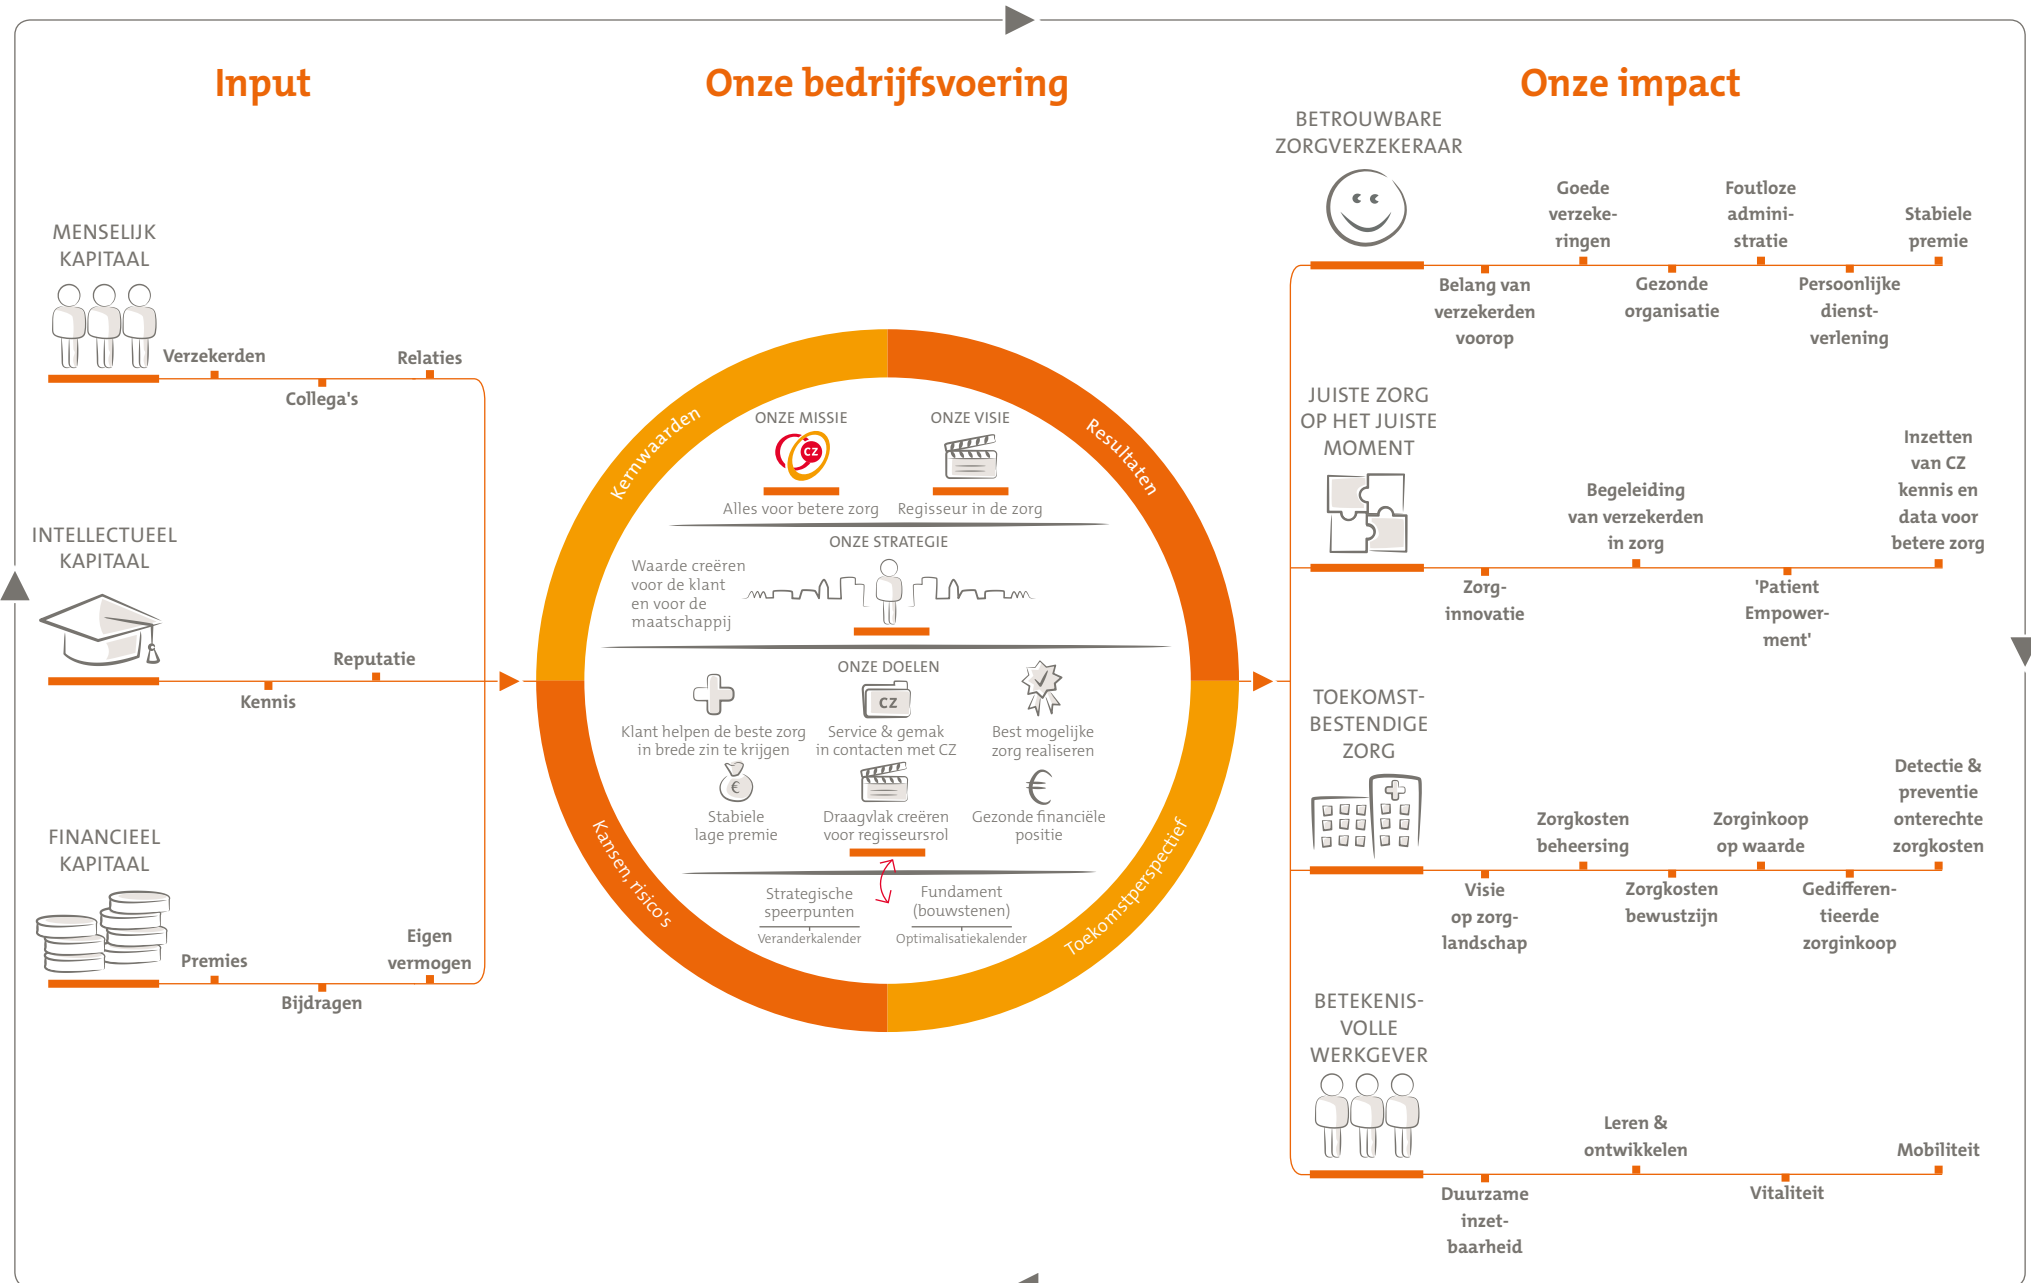 Input
Onze bedrijfsvoering
Onze impact
MENSELIJK
KAPITAAL
Verzekerden
Collega's
Relaties
INTELLECTUEEL
KAPITAAL
Kennis
Reputatie
FINANCIEEL
KAPITAAL
Premies
Bijdragen
Eigen
vermogen
Kernwaarden
Resultaten
Kansen, risico's
Toekomstperspectief
ONZE MISSIE
CZ
Alles voor betere zorg
ONZE VISIE
Regisseur in de zorg
ONZE STRATEGIE
Waarde creëren
voor de klant
en voor de
maatschappij
ONZE DOELEN
Klant helpen de beste zorg
in brede zin te krijgen
CZ
Service & gemak
in contacten met CZ
Best mogelijke
zorg realiseren
€
Stabiele
lage premie
Draagvlak creëren
voor regisseursrol
€
Gezonde financiële
positie
Strategische
speerpunten
Veranderkalender
Fundament
(bouwstenen)
Optimalisatiekalender
BETROUWBARE
ZORGVERZEKERAAR
Belang van
verzekerden
voorop
Goede
verzeke-
ringen
Gezonde
organisatie
Foutloze
admini-
stratie
Persoonlijke
dienst-
verlening
Stabiele
premie
JUISTE ZORG
OP HET JUISTE
MOMENT
Zorg-
innovatie
Begeleiding
van verzekerden
in zorg
'Patient
Empower-
ment'
Inzetten
van CZ
kennis en
data voor
betere zorg
TOEKOMST-
BESTENDIGE
ZORG
Visie
op zorg-
landschap
Zorgkosten
beheersing
Zorgkosten
bewustzijn
Zorginkoop
op waarde
Gedifferen-
tieerde
zorginkoop
Detectie &
preventie
onterechte
zorgkosten
BETEKENIS-
VOLLE
WERKGEVER
Duurzame
inzet-
baarheid
Leren &
ontwikkelen
Vitaliteit
Mobiliteit